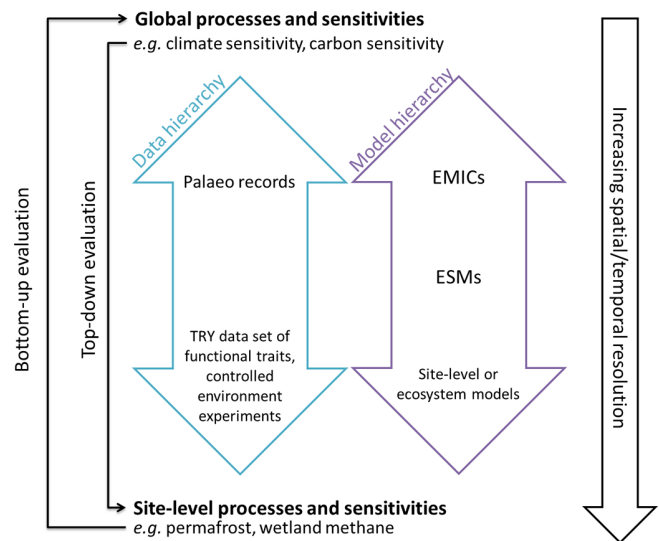 Global processes and sensitivities
e.g. climate sensitivity, carbon sensitivity
Data hierarchy
Model hierarchy
Palaeo records
EMICs
ESMs
TRY data set of
functional traits,
controlled
environment
experiments
Site-level or
ecosystem models
Bottom-up evaluation
Top-down evaluation
Increasing spatial/temporal resolution
Site-level processes and sensitivities
e.g. permafrost, wetland methane